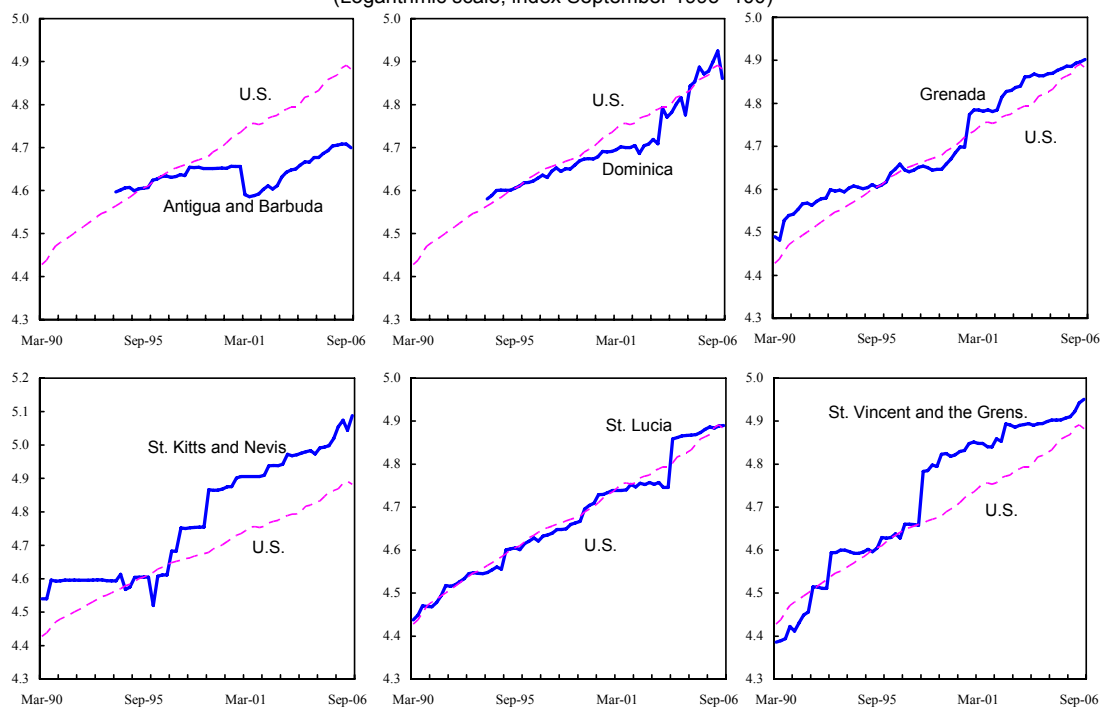 (Logarithmic scale, index September
5.0
4.9
4.8
4.7
4.6
4.5
4.4
4.3
U.S.
Antigua and Barbuda
Mar-90 Sep-95 Mar-01 Sep-06
5.0
4.9
4.8
4.7
4.6
4.5
4.4
4.3
U.S.
Dominica
Mar-90 Sep-95 Mar-01 Sep-06
5.0
4.9
4.8
4.7
4.6
4.5
4.4
4.3
Grenada
U.S.
Mar-90 Sep-95 Mar-01 Sep-06
5.2
5.1
5.0
4.9
4.8
4.7
4.6
4.5
4.4
4.3
St. Kitts and Nevis
U.S.
Mar-90 Sep-95 Mar-01 Sep-06
5.0
4.9
4.8
4.7
4.6
4.5
4.4
4.3
St. Lucia
U.S.
Mar-90 Sep-95 Mar-01 Sep-06
5.0
4.9
4.8
4.7
4.6
4.5
4.4
4.3
St. Vincent and the Grens.
U.S.
Mar-90 Sep-95 Mar-01 Sep-06